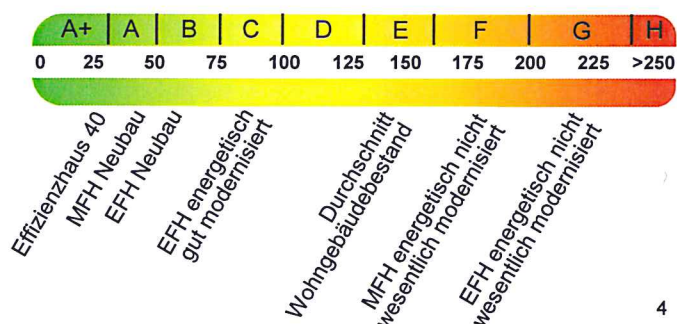 A+ A B C D E F G H
0 25 50 75 100 125 150 175 200 225 >250
Effizienzhaus 40
MFH Neubau
EFH Neubau
EFH energetisch
gut modernisiert
Durchschnitt
Wohngebäudebestand
MFH energetisch nicht
wesentlich modernisiert
EFH energetisch nicht
wesentlich modernisiert
4